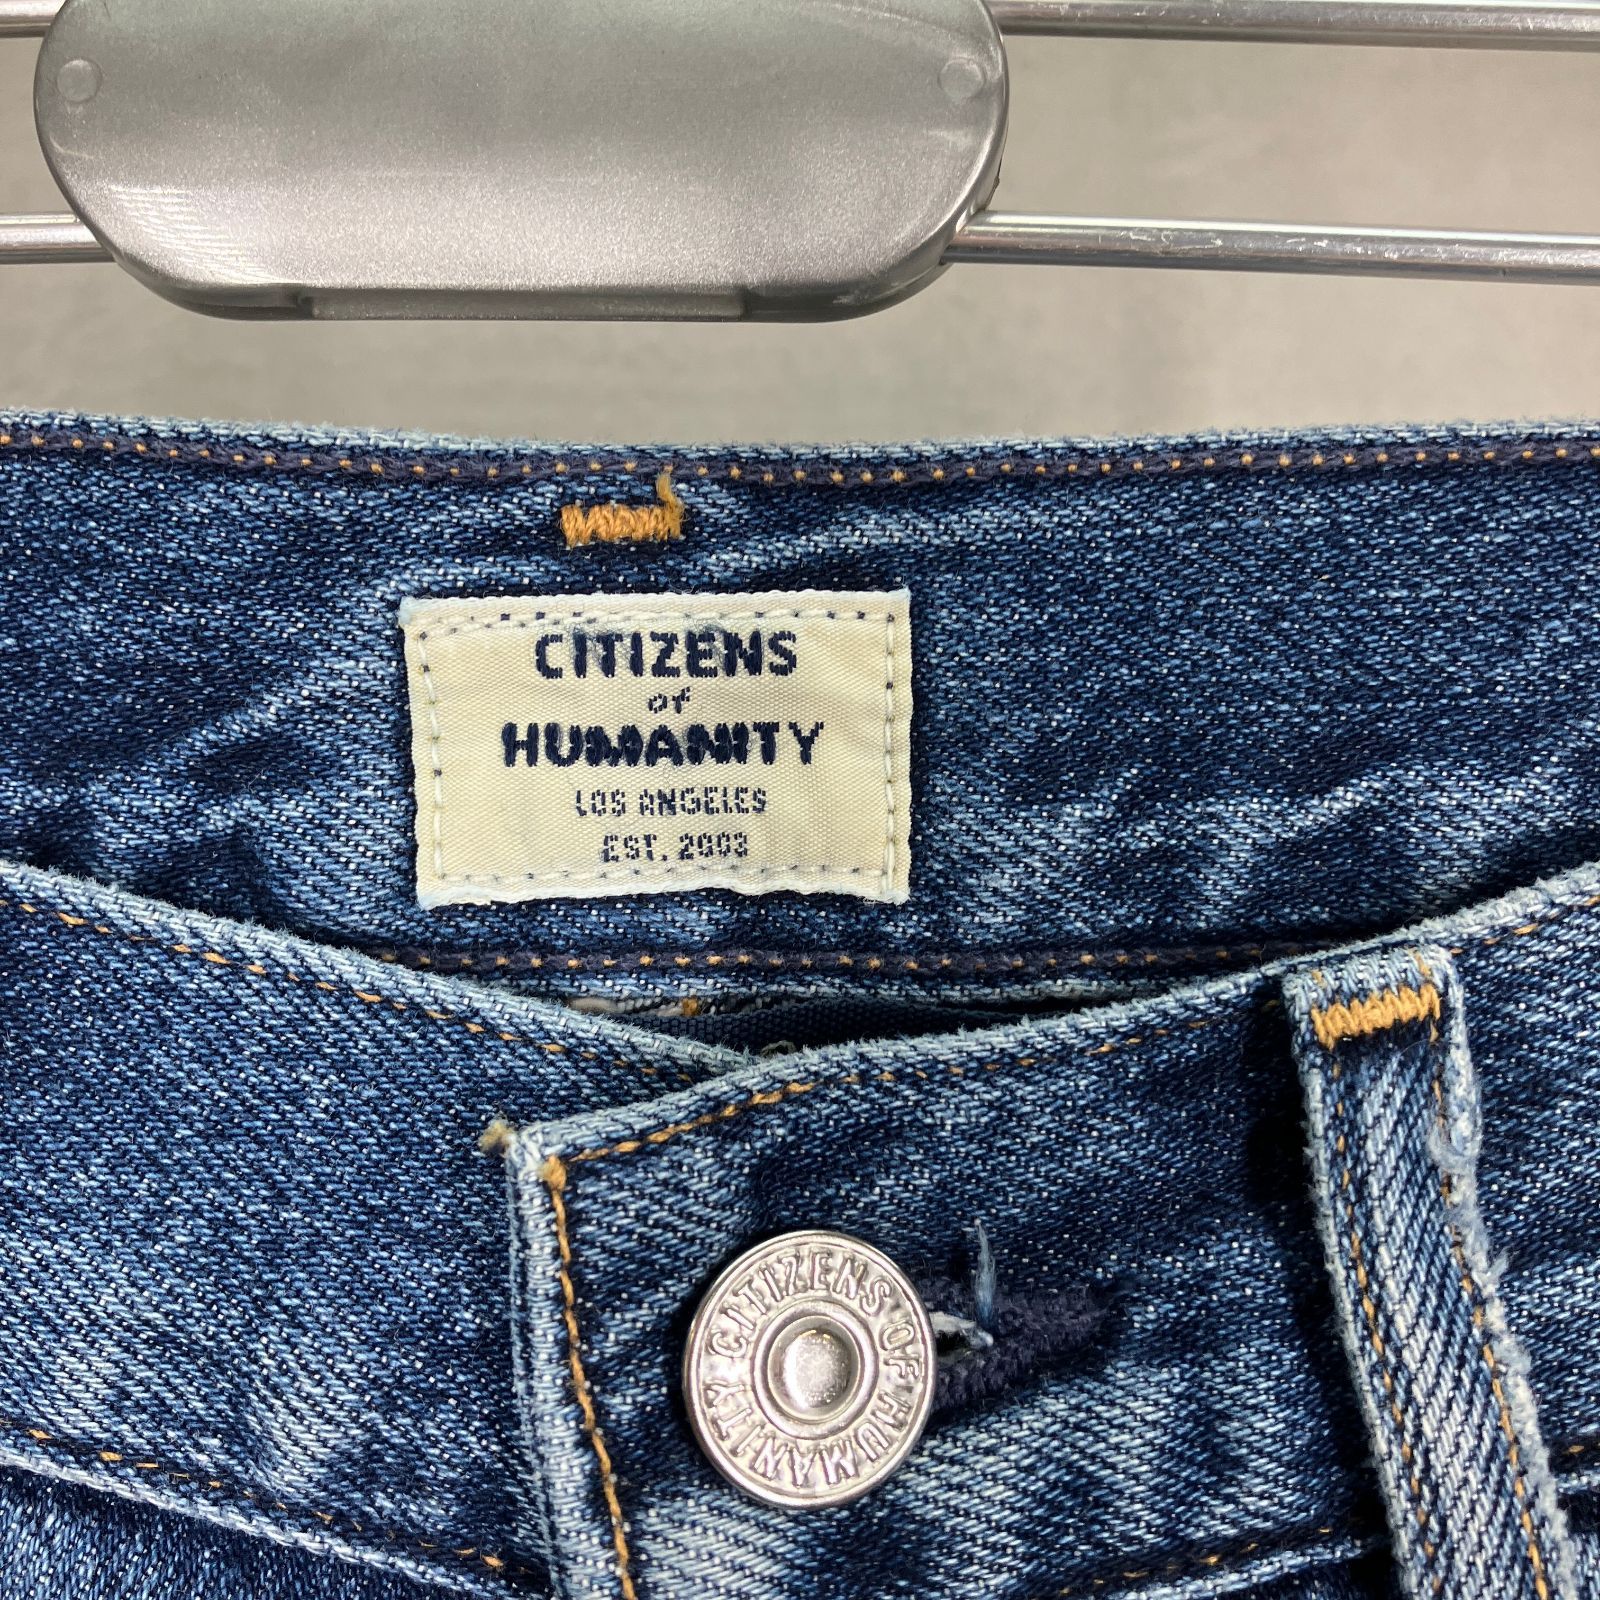 CITIZENS
of
HUMANITY
LOS ANGELES
EST. 2003
CITIZENS OF HUMANITY